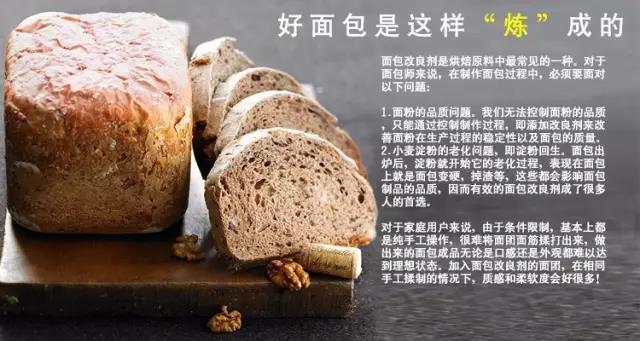 好面包是这样“炼”成的
面包改良剂是烘焙原料中最常见的一种．对于
面包师来说，在制作面包过程中，必须要面对
以下问题：
1.面粉的品质问题。我们无法控制面粉的品质
，只能通过控制制作过程，即添加改良剂来改
善面粉在生产过程的稳定性以及面包的质量。
2.小麦淀粉的老化问题，即淀粉回生。面包出
炉后，淀粉就开始它的老化过程，表现在面包
上就是面包变硬，掉渣等，这些都会影响面包
制品的品质，因而有效的面包改良剂成了很多
人的首选。
对于家庭用户来说，由于条件限制，基本上都
是纯手工操作，很难将面团面筋揉打出来，做
出来的面包成品无论是口感还是外观都难以达
到理想状态。加入面包改良剂的面团，在相同
手工揉制的情况下，质感和柔软度会好很多！